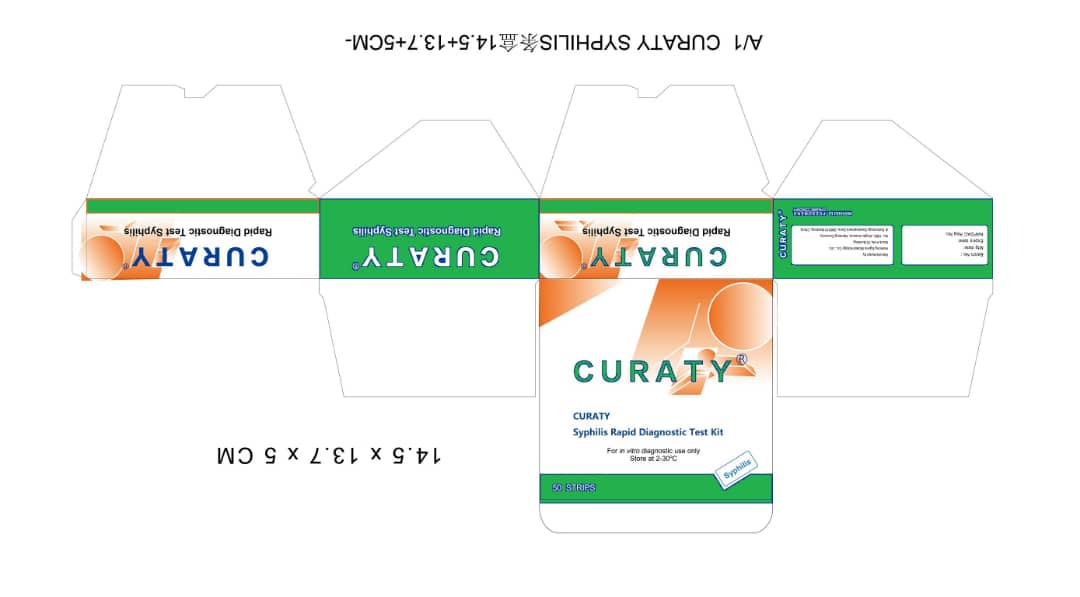 50 STRIPS
Syphilis
Store at 2-30°C
For in vitro diagnostic use only
Syphilis Rapid Diagnostic Test Kit
CURATY
CURATY®
14.5 x 13.7 x 5 CM
Batch No.:
Mfg date:
Expiry date:
NAFDAC Reg No.:
Manufactured by
CURATY®
CURATY®
Rapid Diagnostic Test Syphilis
CURATY®
Rapid Diagnostic Test Syphilis
CURATY®
Rapid Diagnostic Test Syphilis
A/1 CURATY SYPHILIS条盒14.5+13.7+5CM-